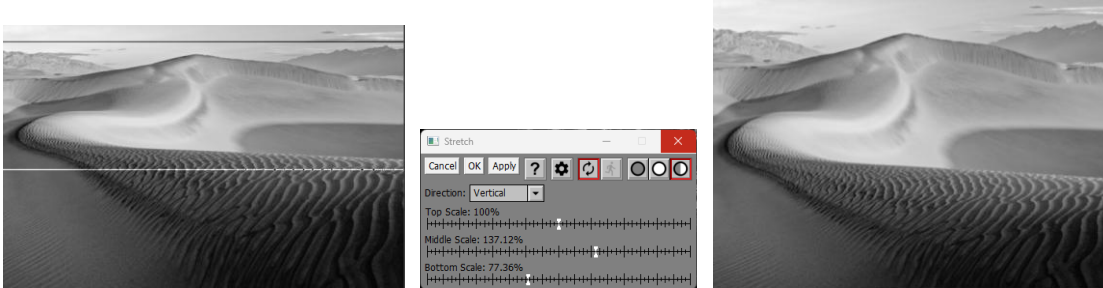 Stretch
Cancel OK Apply ?
Direction: Vertical
Top Scale: 100%
Middle Scale: 137.12%
Bottom Scale: 77.36%